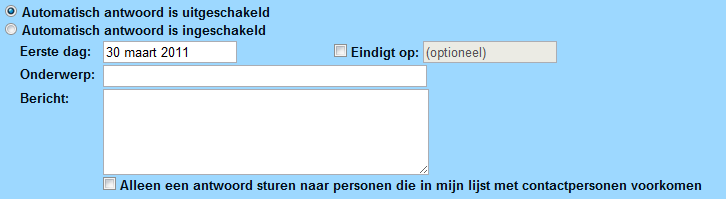 Automatisch antwoord is uitgeschakeld
Automatisch antwoord is ingeschakeld
Eerste dag: 30 maart 2011 Eindigt op: (optioneel)
Onderwerp:
Bericht:
Alleen een antwoord sturen naar personen die in mijn lijst met contactpersonen voorkomen